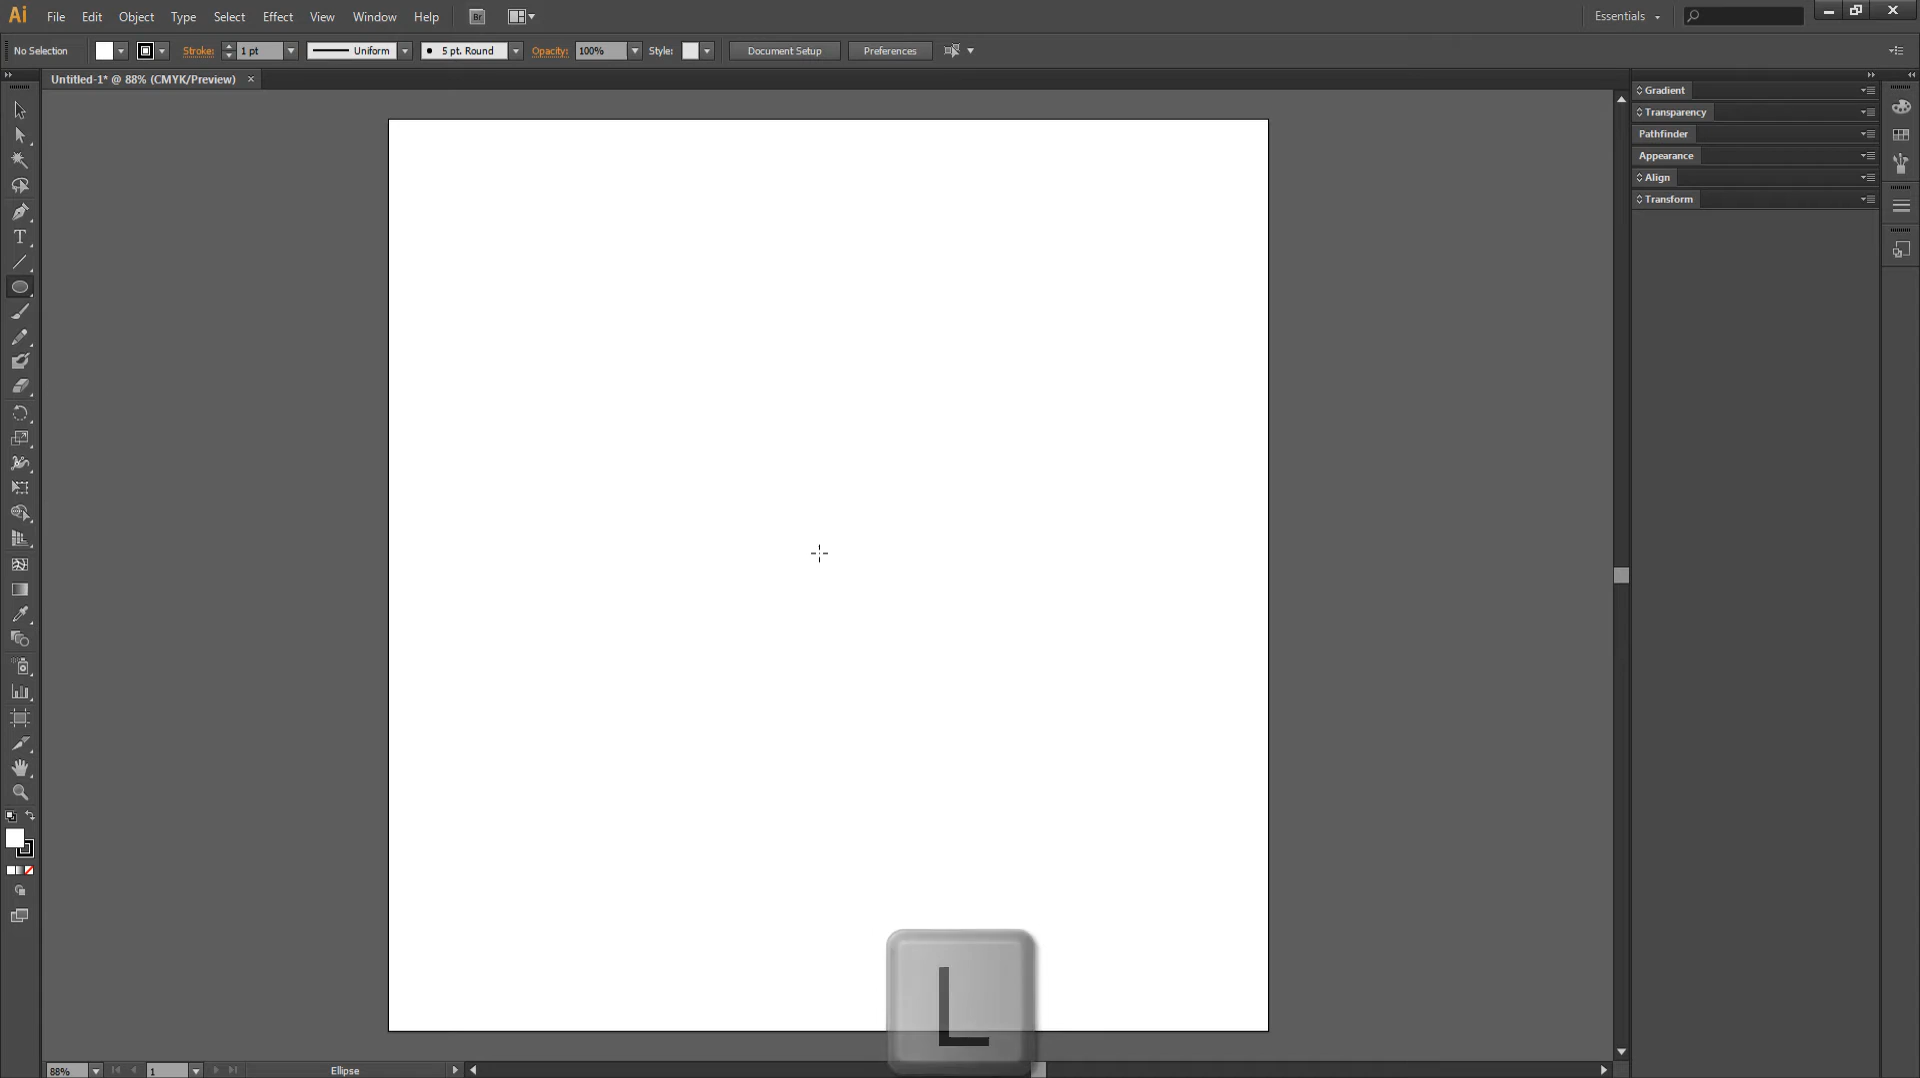 Ai File Edit Object Type Select Effect View Window Help Br Essentials
No Selection Stroke: 1 pt Uniform 5 pt. Round Opacity: 100% Style: Document Setup Preferences
Untitled-1* @ 88% (CMYK/Preview) ×
Gradient
Transparency
Pathfinder
Appearance
Align
Transform
T
L
88% 1 Ellipse